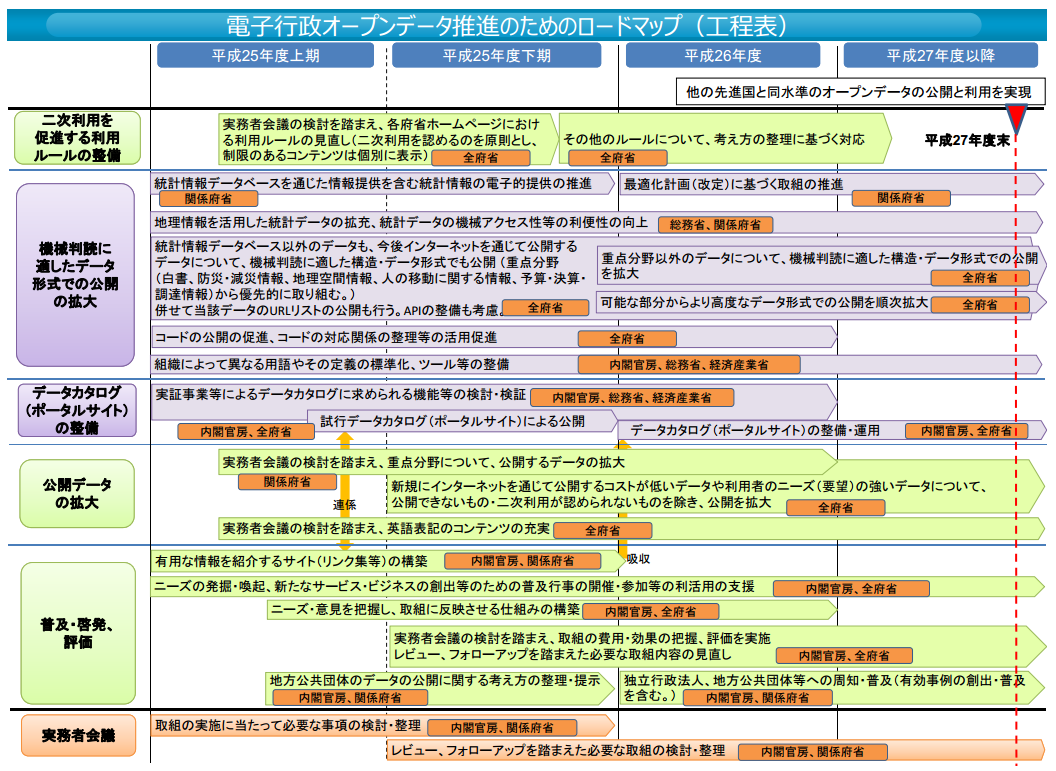 電子行政オープンデータ推進のためのロードマップ（工程表）
平成25年度上期
平成25年度下期
平成26年度
平成27年度以降
他の先進国と同水準のオープンデータの公開と利用を実現
平成27年度末
二次利用を
促進する利用
ルールの整備
実務者会議の検討を踏まえ、各府省ホームページにおけ
る利用ルールの見直し（二次利用を認めるのを原則とし、
制限のあるコンテンツは個別に表示）
全府省
その他のルールについて、考え方の整理に基づく対応
全府省
機械判読に
適したデータ
形式での公開
の拡大
統計情報データベースを通じた情報提供を含む統計情報の電子的提供の推進
関係府省
最適化計画（改定）に基づく取組の推進
関係府省
地理情報を活用した統計データの拡充、統計データの機械アクセス性等の利便性の向上
総務省、関係府省
統計情報データベース以外のデータも、今後インターネットを通じて公開する
データについて、機械判読に適した構造・データ形式でも公開（重点分野
（白書、防災・減災情報、地理空間情報、人の移動に関する情報、予算・決算・
調達情報）から優先的に取り組む。）
併せて当該データのURLリストの公開も行う。APIの整備も考慮。
全府省
重点分野以外のデータについて、機械判読に適した構造・データ形式での公開
を拡大
全府省
可能な部分からより高度なデータ形式での公開を順次拡大
全府省
コードの公開の促進、コードの対応関係の整理等の活用促進
全府省
組織によって異なる用語やその定義の標準化、ツール等の整備
内閣官房、総務省、経済産業省
データカタログ
（ポータルサイト）
の整備
実証事業等によるデータカタログに求められる機能等の検討・検証
内閣官房、総務省、経済産業省
試行データカタログ（ポータルサイト）による公開
内閣官房、全府省
データカタログ（ポータルサイト）の整備・運用
内閣官房、全府省
公開データ
の拡大
実務者会議の検討を踏まえ、重点分野について、公開するデータの拡大
関係府省
新規にインターネットを通じて公開するコストが低いデータや利用者のニーズ（要望）の強いデータについて、
公開できないもの・二次利用が認められないものを除き、公開を拡大
全府省
連係
実務者会議の検討を踏まえ、英語表記のコンテンツの充実
全府省
普及・啓発、
評価
有用な情報を紹介するサイト（リンク集等）の構築
内閣官房、関係府省
吸収
ニーズの発掘・喚起、新たなサービス・ビジネスの創出等のための普及行事の開催・参加等の利活用の支援
内閣官房、全府省
ニーズ・意見を把握し、取組に反映させる仕組みの構築
内閣官房、全府省
実務者会議の検討を踏まえ、取組の費用・効果の把握、評価を実施
レビュー、フォローアップを踏まえた必要な取組内容の見直し
内閣官房、全府省
地方公共団体のデータの公開に関する考え方の整理・提示
内閣官房、関係府省
独立行政法人、地方公共団体等への周知・普及（有効事例の創出・普及
を含む。）
内閣官房、関係府省
実務者会議
取組の実施に当たって必要な事項の検討・整理
内閣官房、関係府省
レビュー、フォローアップを踏まえた必要な取組の検討・整理
内閣官房、関係府省